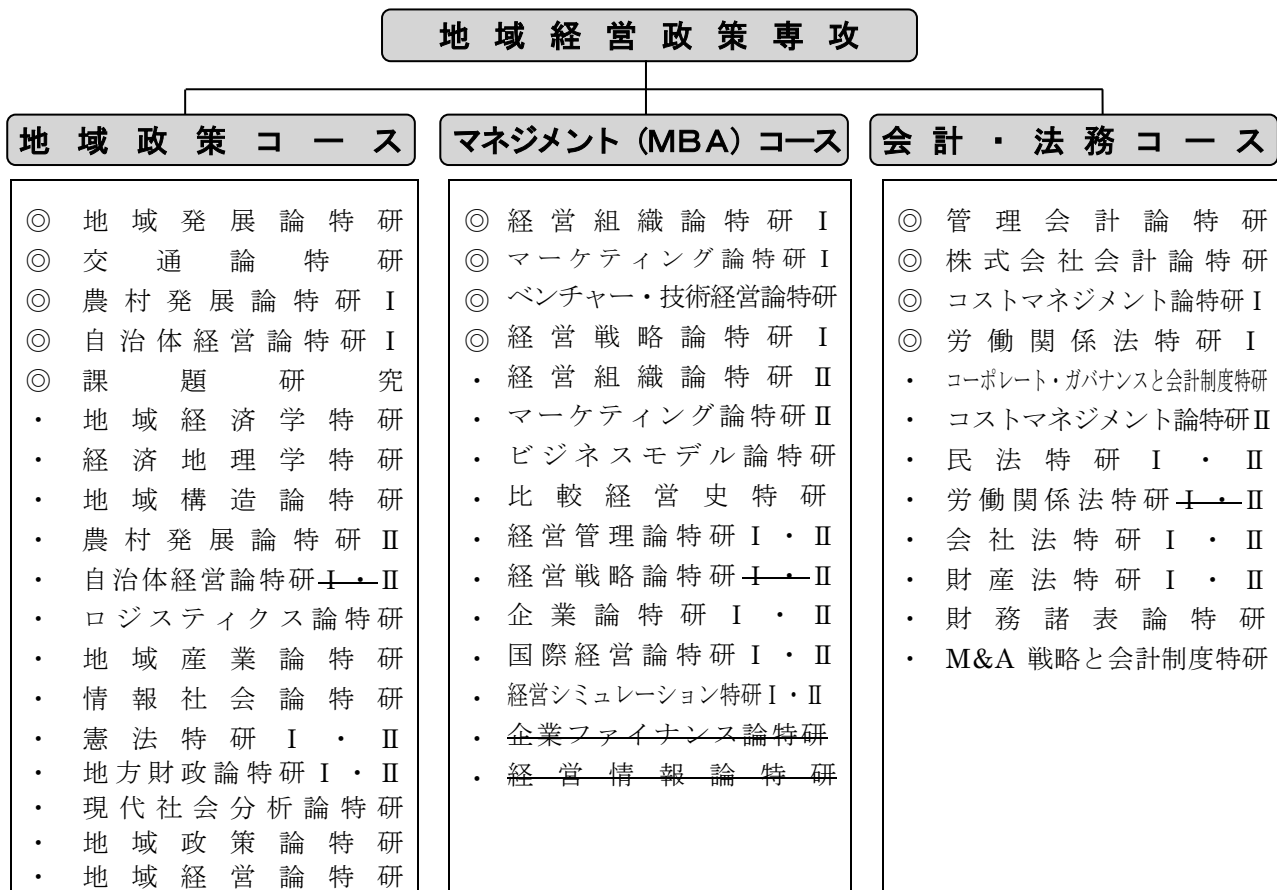 地域経営政策専攻
地域政策コース
◎ 地域発展論特研
◎ 交通論特研
◎ 農村発展論特研Ⅰ
◎ 自治体経営論特研Ⅰ
◎ 課題研究
・ 地域経済学特研
・ 経済地理学特研
・ 地域構造論特研
・ 農村発展論特研Ⅱ
・ 自治体経営論特研Ⅰ・Ⅱ
・ ロジスティクス論特研
・ 地域産業論特研
・ 情報社会論特研
・ 憲法特研Ⅰ・Ⅱ
・ 地方財政論特研Ⅰ・Ⅱ
・ 現代社会分析論特研
・ 地域政策論特研
・ 地域経営論特研
マネジメント(MBA)コース
◎ 経営組織論特研Ⅰ
◎ マーケティング論特研Ⅰ
◎ ベンチャー・技術経営論特研
◎ 経営戦略論特研Ⅰ
・ 経営組織論特研Ⅱ
・ マーケティング論特研Ⅱ
・ ビジネスモデル論特研
・ 比較経営史特研
・ 経営管理論特研Ⅰ・Ⅱ
・ 経営戦略論特研Ⅰ・Ⅱ
・ 企業論特研Ⅰ・Ⅱ
・ 国際経営論特研Ⅰ・Ⅱ
・ 経営シミュレーション特研Ⅰ・Ⅱ
・ 企業ファイナンス論特研
・ 経営情報論特研
会計・法務コース
◎ 管理会計論特研
◎ 株式会社会計論特研
◎ コストマネジメント論特研Ⅰ
◎ 労働関係法特研Ⅰ
・ コーポレート・ガバナンスと会計制度特研
・ コストマネジメント論特研Ⅱ
・ 民法特研Ⅰ・Ⅱ
・ 労働関係法特研Ⅰ・Ⅱ
・ 会社法特研Ⅰ・Ⅱ
・ 財産法特研Ⅰ・Ⅱ
・ 財務諸表論特研
・ M&A 戦略と会計制度特研